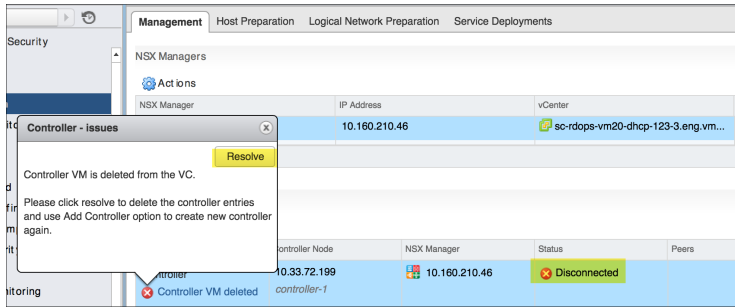 Management Host Preparation Logical Network Preparation Service Deployments
Security
NSX Managers
Actions
NSX Manager IP Address vCenter
10.160.210.46 sc-rdops-vm20-dhcp-123-3.eng.vm...
Controller - issues
Resolve
Controller VM is deleted from the VC.
Please click resolve to delete the controller entries
and use Add Controller option to create new controller
again.
Controller Node NSX Manager Status Peers
Controller 10.33.72.199 10.160.210.46 Disconnected
Controller VM deleted controller-1